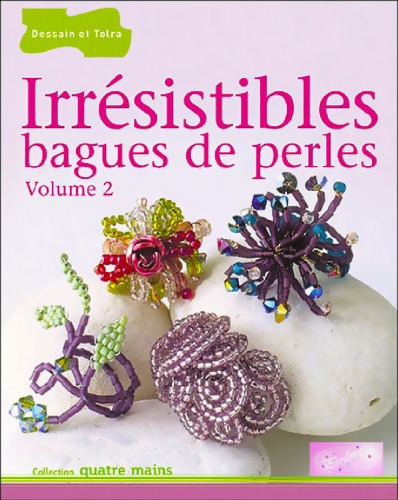 Dessain et Tolra
Irrésistibles
bagues de perles
Volume 2
Collection quatre mains